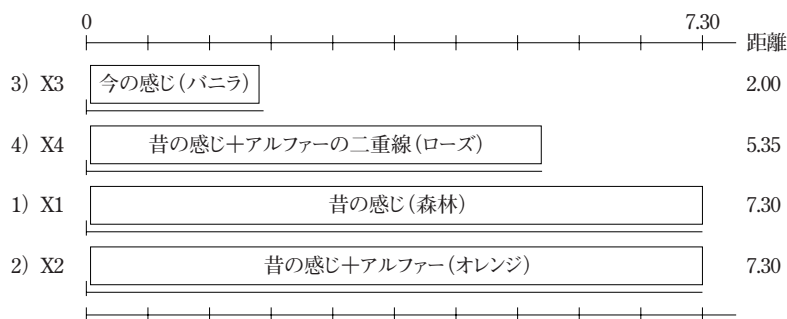 0 7.30
距離
3) X3 今の感じ(バニラ) 2.00
4) X4 昔の感じ+アルファーの二重線(ローズ) 5.35
1) X1 昔の感じ(森林) 7.30
2) X2 昔の感じ+アルファー(オレンジ) 7.30